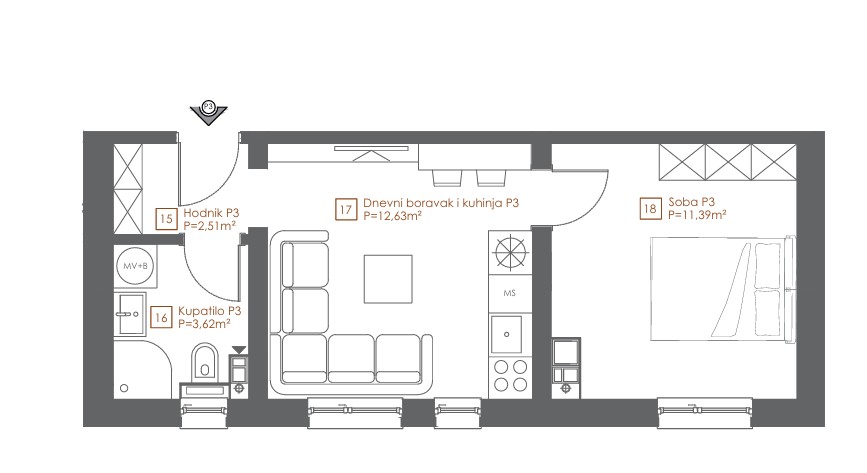 P3
15 Hodnik P3
P=2,51m²
17 Dnevni boravak i kuhinja P3
P=12,63m²
18 Soba P3
P=11,39m²
MV+B
16 Kupatilo P3
P=3,62m²
MS